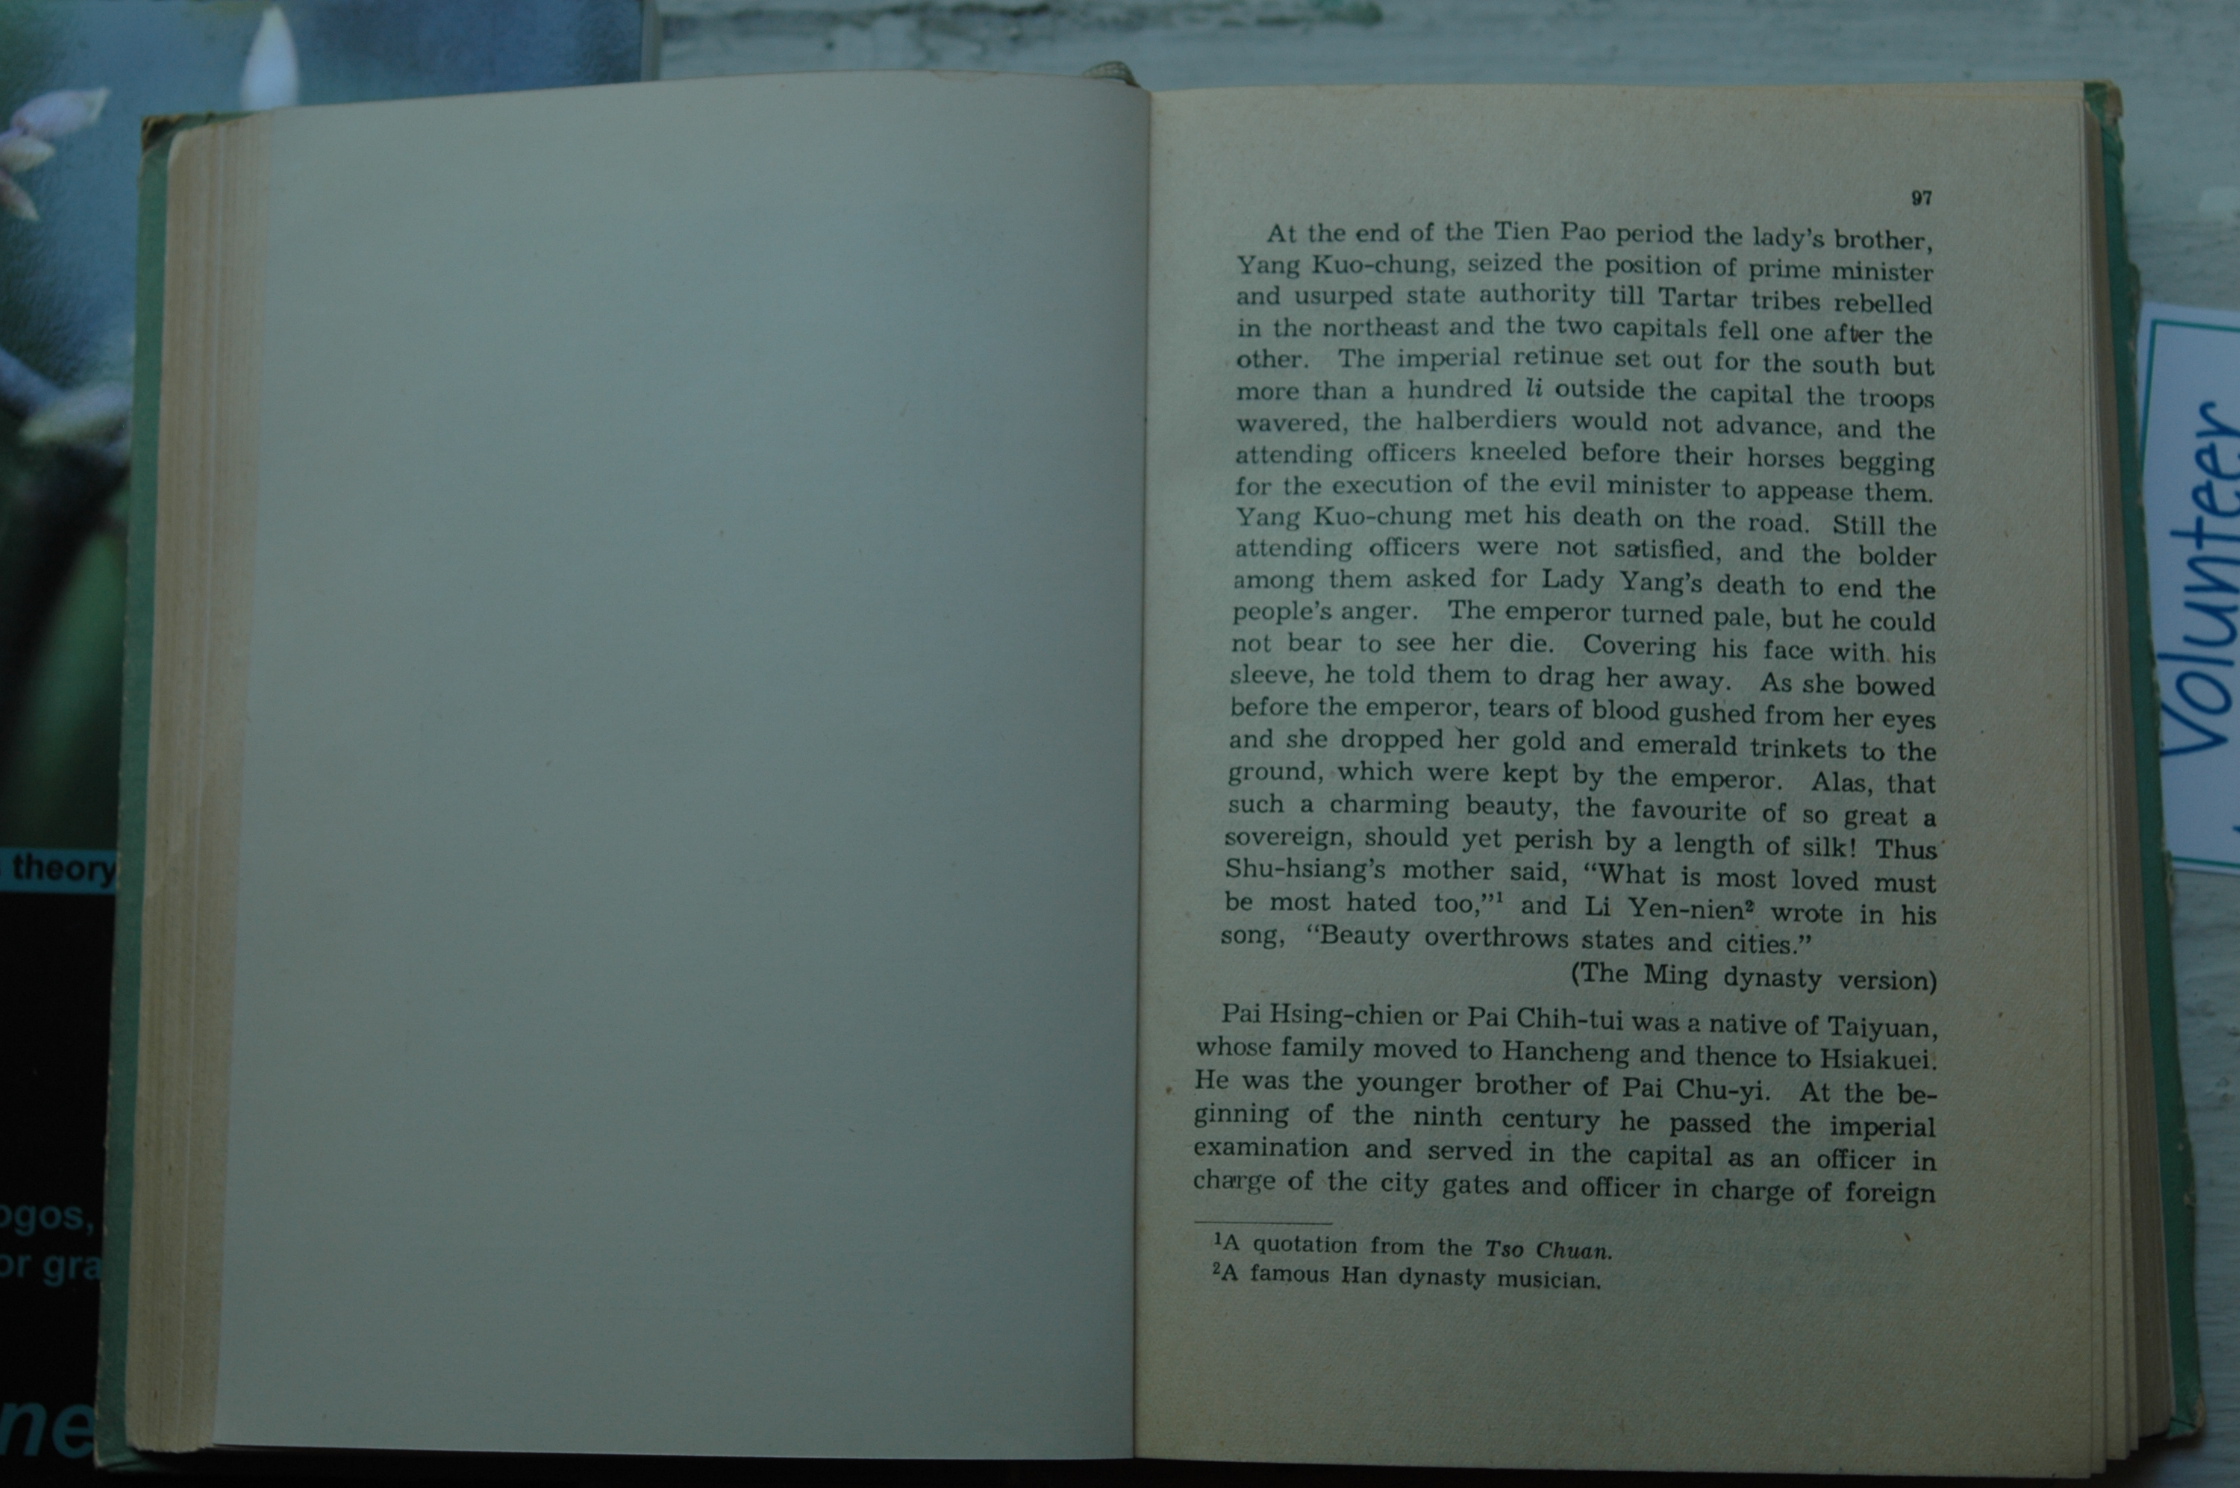 Volunteer
97
At the end of the Tien Pao period the lady's brother,
Yang Kuo-chung, seized the position of prime minister
and usurped state authority till Tartar tribes rebelled
in the northeast and the two capitals fell one after the
other. The imperial retinue set out for the south but
more than a hundred li outside the capital the troops
wavered, the halberdiers would not advance, and the
attending officers kneeled before their horses begging
for the execution of the evil minister to appease them.
Yang Kuo-chung met his death on the road. Still the
attending officers were not satisfied, and the bolder
among them asked for Lady Yang's death to end the
people's anger. The emperor turned pale, but he could
not bear to see her die. Covering his face with his
sleeve, he told them to drag her away. As she bowed
before the emperor, tears of blood gushed from her eyes
and she dropped her gold and emerald trinkets to the
ground, which were kept by the emperor. Alas, that
such a charming beauty, the favourite of so great a
sovereign, should yet perish by a length of silk! Thus
Shu-hsiang's mother said, "What is most loved must
be most hated too,"¹ and Li Yen-nien² wrote in his
song, "Beauty overthrows states and cities."
(The Ming dynasty version)
Pai Hsing-chien or Pai Chih-tui was a native of Taiyuan,
whose family moved to Hancheng and thence to Hsiakuei.
He was the younger brother of Pai Chu-yi. At the be-
ginning of the ninth century he passed the imperial
examination and served in the capital as an officer in
charge of the city gates and officer in charge of foreign
¹A quotation from the Tso Chuan.
²A famous Han dynasty musician.
theory